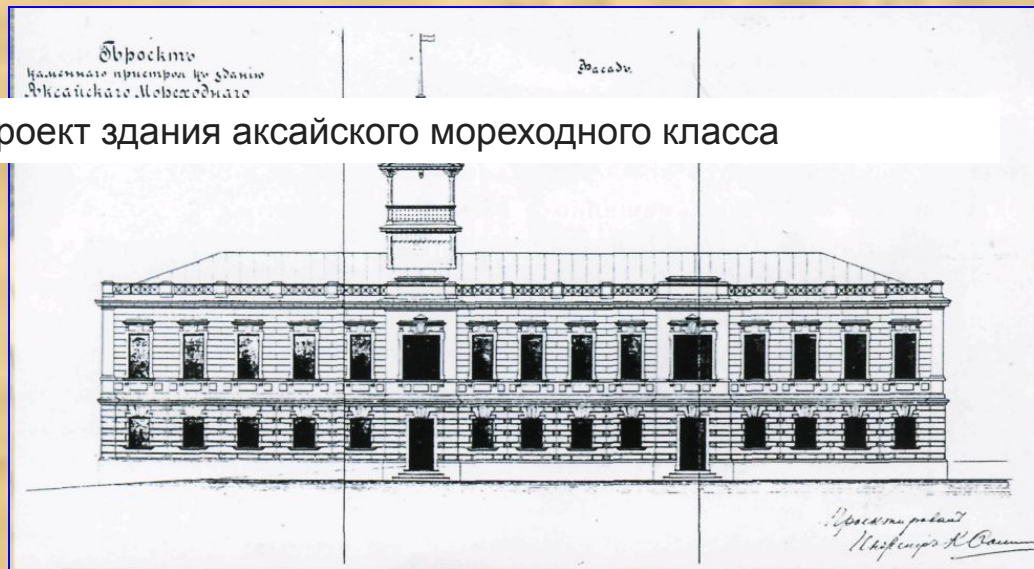 Проектъ
каменнаго пристроя къ зданію
Аксайскаго Мореходнаго
Фасадъ.
роект здания аксайского мореходного класса
Проектировалъ
Инженеръ К